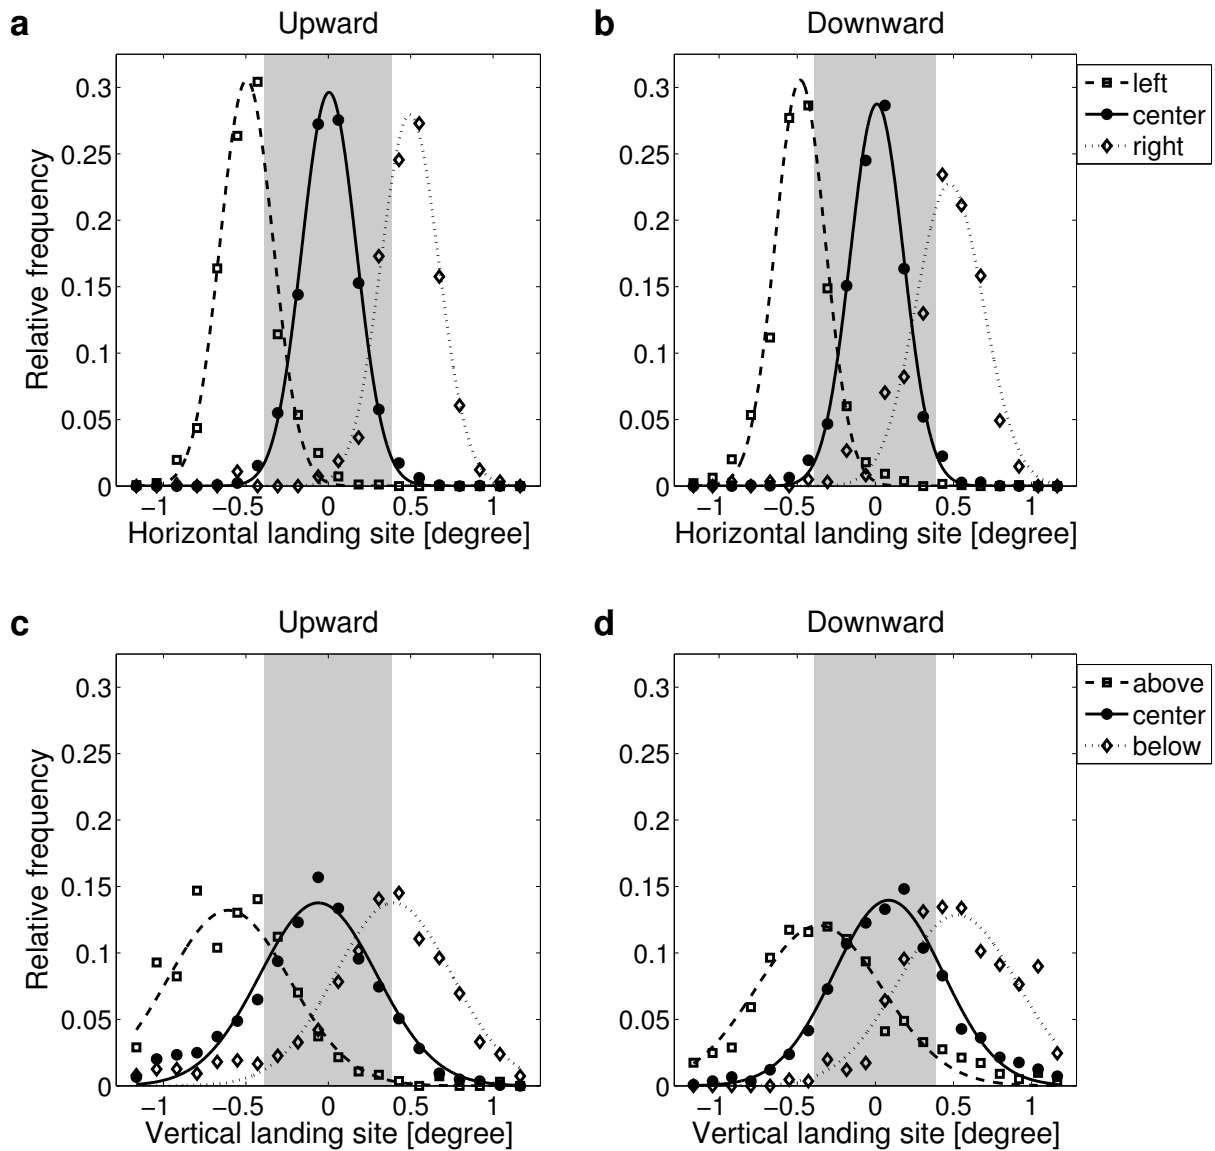 a
Upward
0.3
0.25
0.2
0.15
0.1
0.05
0
−1 −0.5 0 0.5 1
Relative frequency
Horizontal landing site [degree]
b
Downward
0.3
0.25
0.2
0.15
0.1
0.05
0
−1 −0.5 0 0.5 1
Horizontal landing site [degree]
left
center
right
c
Upward
0.3
0.25
0.2
0.15
0.1
0.05
0
−1 −0.5 0 0.5 1
Relative frequency
Vertical landing site [degree]
d
Downward
0.3
0.25
0.2
0.15
0.1
0.05
0
−1 −0.5 0 0.5 1
Vertical landing site [degree]
above
center
below